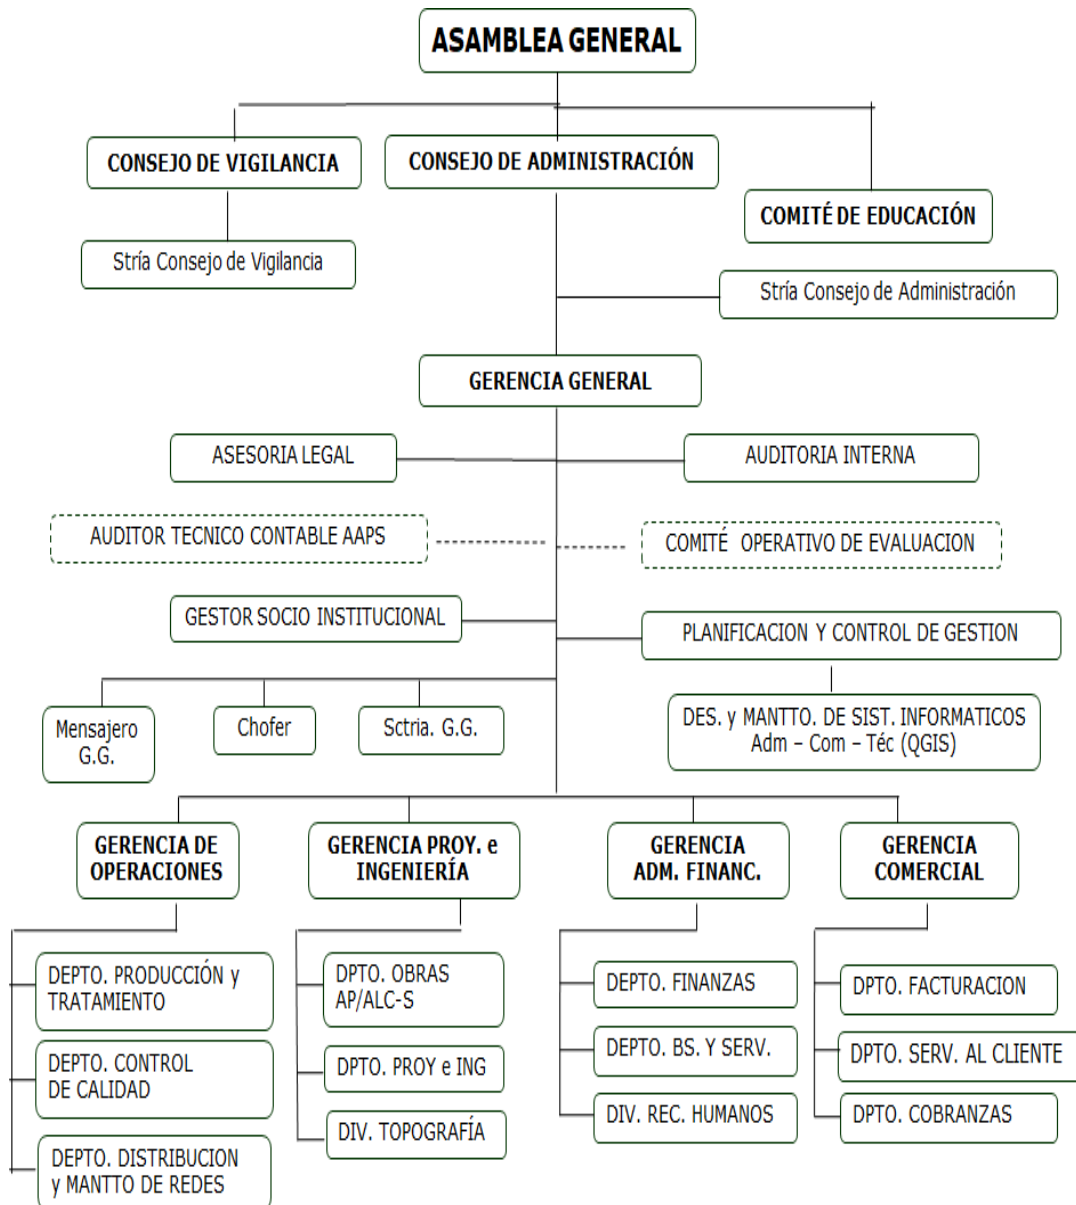 ASAMBLEA GENERAL
CONSEJO DE VIGILANCIA
CONSEJO DE ADMINISTRACIÓN
COMITÉ DE EDUCACIÓN
Stría Consejo de Vigilancia
Stría Consejo de Administración
GERENCIA GENERAL
ASESORIA LEGAL
AUDITORIA INTERNA
AUDITOR TECNICO CONTABLE AAPS
COMITÉ OPERATIVO DE EVALUACION
GESTOR SOCIO INSTITUCIONAL
PLANIFICACION Y CONTROL DE GESTION
Mensajero
G.G.
Chofer
Sctria. G.G.
DES. y MANTTO. DE SIST. INFORMATICOS
Adm – Com – Téc (QGIS)
GERENCIA DE
OPERACIONES
GERENCIA PROY. e
INGENIERÍA
GERENCIA
ADM. FINANC.
GERENCIA
COMERCIAL
DEPTO. PRODUCCIÓN y
TRATAMIENTO
DEPTO. CONTROL
DE CALIDAD
DEPTO. DISTRIBUCION
y MANTTO DE REDES
DPTO. OBRAS
AP/ALC-S
DPTO. PROY e ING
DIV. TOPOGRAFÍA
DEPTO. FINANZAS
DEPTO. BS. Y SERV.
DIV. REC. HUMANOS
DPTO. FACTURACION
DPTO. SERV. AL CLIENTE
DPTO. COBRANZAS